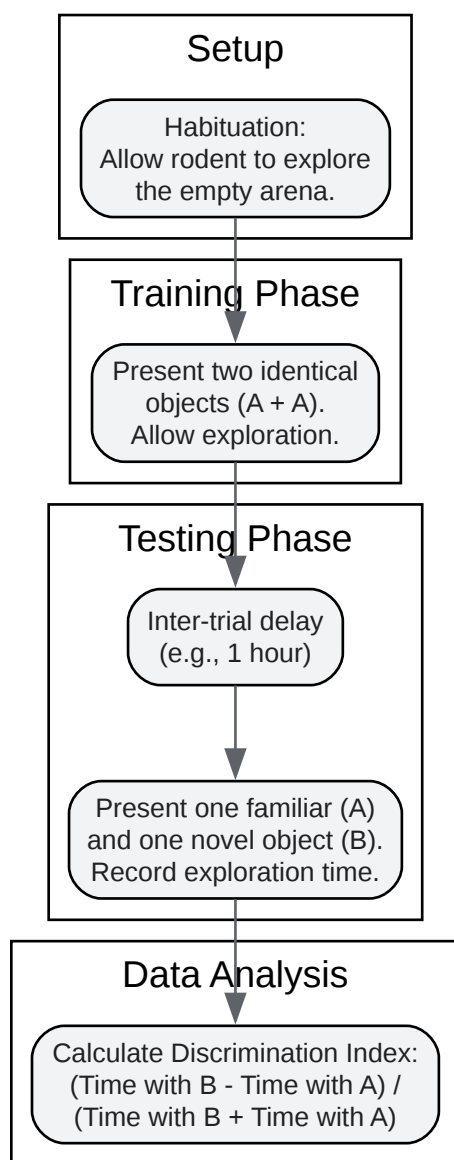 Setup
Habituation:
Allow rodent to explore
the empty arena.
Training Phase
Present two identical
objects (A + A).
Allow exploration.
Testing Phase
Inter-trial delay
(e.g., 1 hour)
Present one familiar (A)
and one novel object (B).
Record exploration time.
Data Analysis
Calculate Discrimination Index:
(Time with B - Time with A) /
(Time with B + Time with A)